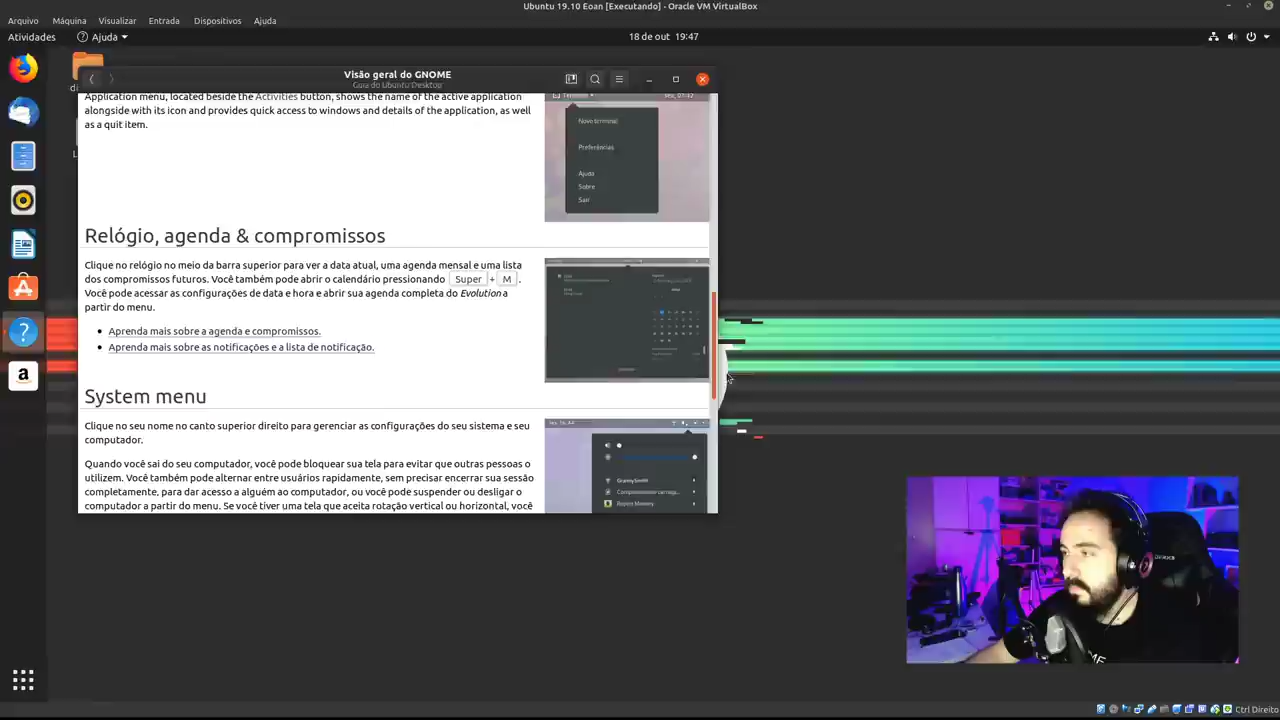 Ubuntu 19.10 Eoan [Executando] - Oracle VM VirtualBox
Arquivo Máquina Visualizar Entrada Dispositivos Ajuda
Atividades Ajuda 18 de out 19:47
Visão geral do GNOME
Guia do Ubuntu Desktop
Application menu, located beside the Activities button, shows the name of the active application
alongside with its icon and provides quick access to windows and details of the application, as well
as a quit item.
Novo terminal
Preferências
Ajuda
Sobre
Sair
Relógio, agenda & compromissos
Clique no relógio no meio da barra superior para ver a data atual, uma agenda mensal e uma lista
dos compromissos futuros. Você também pode abrir o calendário pressionando Super + M .
Você pode acessar as configurações de data e hora e abrir sua agenda completa do Evolution a
partir do menu.
Aprenda mais sobre a agenda e compromissos.
Aprenda mais sobre as notificações e a lista de notificação.
System menu
Clique no seu nome no canto superior direito para gerenciar as configurações do seu sistema e seu
computador.
Quando você sai do seu computador, você pode bloquear sua tela para evitar que outras pessoas o
utilizem. Você também pode alternar entre usuários rapidamente, sem precisar encerrar sua sessão
completamente, para dar acesso a alguém ao computador, ou você pode suspender ou desligar o
computador a partir do menu. Se você tiver uma tela que aceita rotação vertical ou horizontal, você
Ctrl Direito